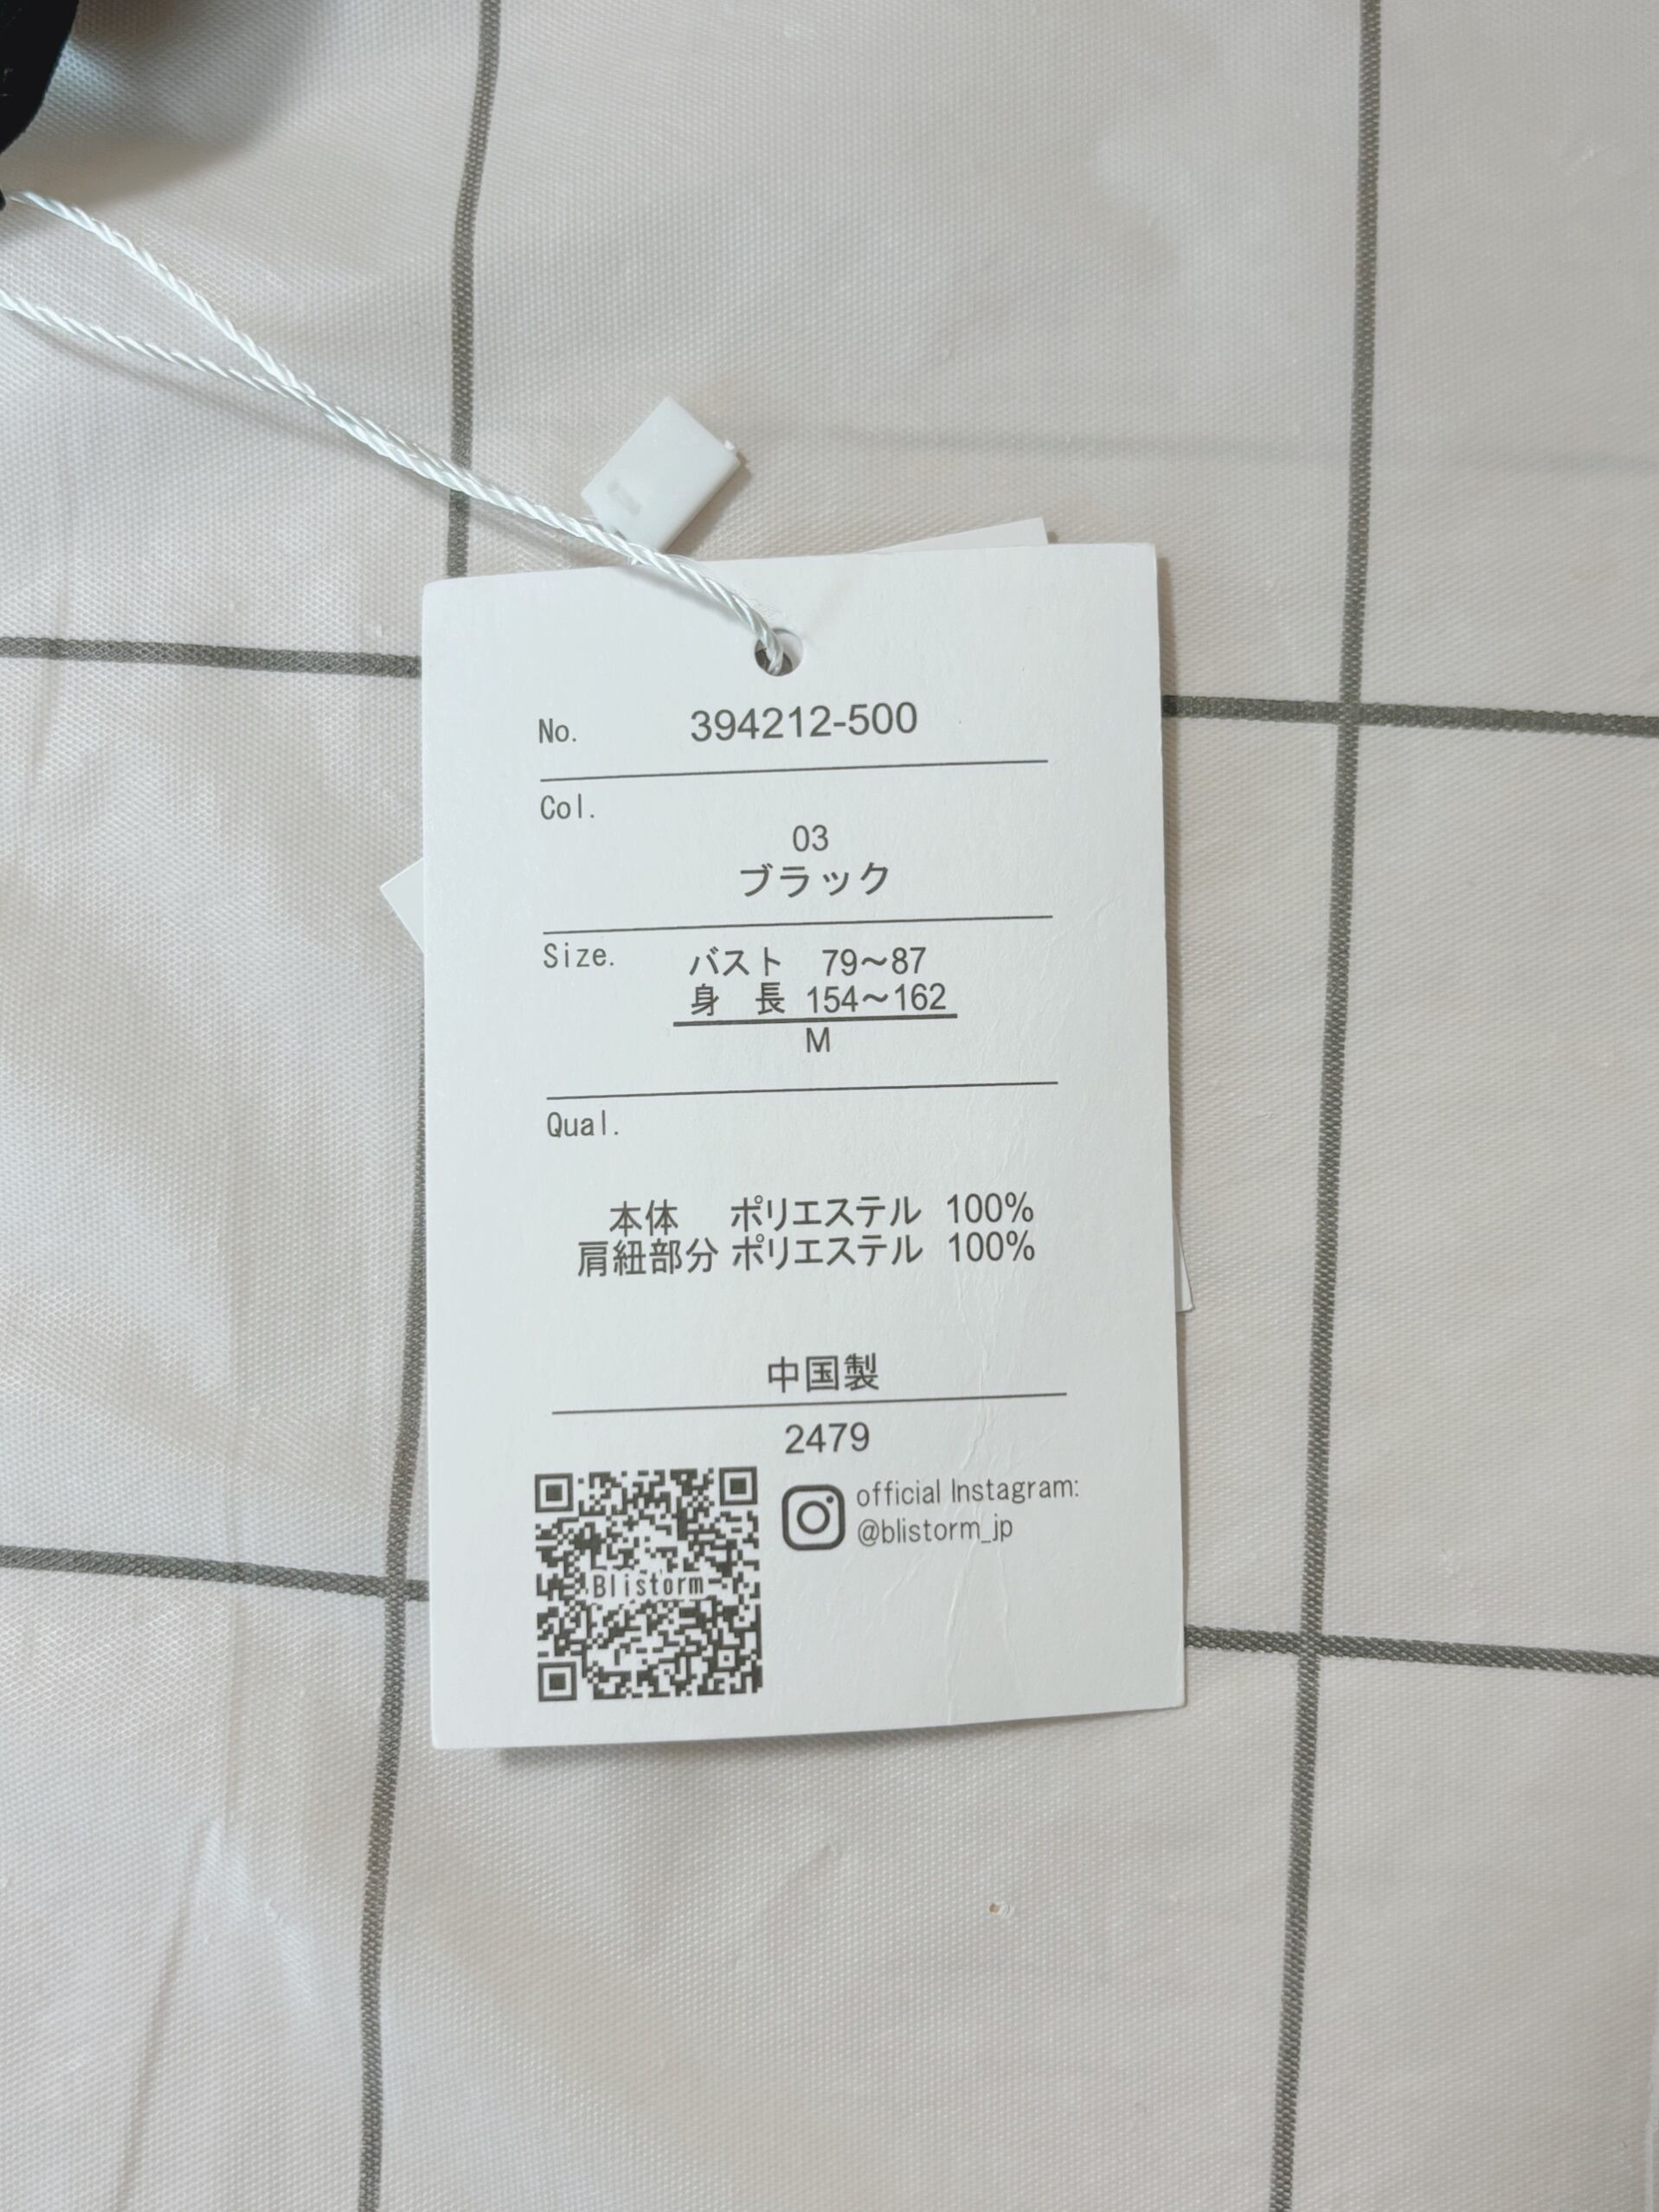 No. 394212-500
Col.
03
ブラック
Size. バスト 79～87
身 長 154～162
M
Qual.
本体 ポリエステル 100%
肩紐部分 ポリエステル 100%
中国製
2479
official Instagram:
@blistorm_jp
Blistorm